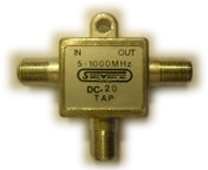 IN OUT
5-1000MHz
DC-20
TAP